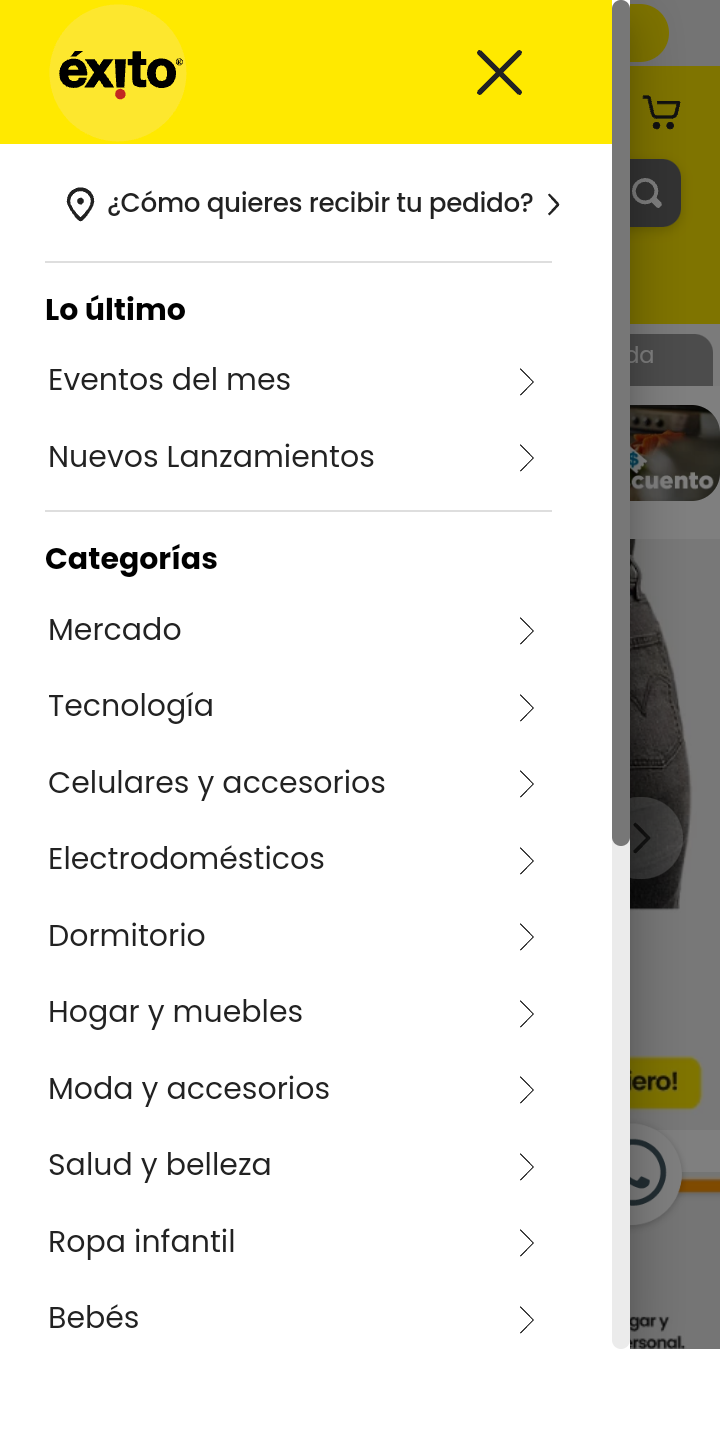 éxito®
¿Cómo quieres recibir tu pedido?
Lo último
Eventos del mes
Nuevos Lanzamientos
Categorías
Mercado
Tecnología
Celulares y accesorios
Electrodomésticos
Dormitorio
Hogar y muebles
Moda y accesorios
Salud y belleza
Ropa infantil
Bebés
da
cuento
iero!
gar y
ersonal.